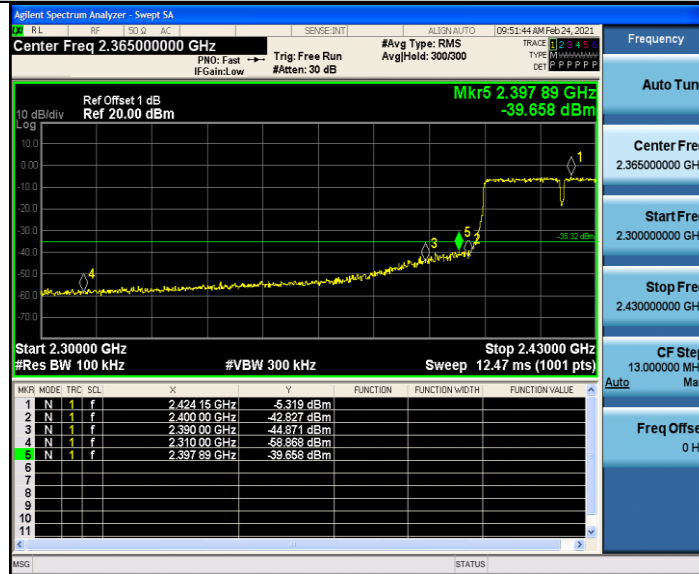 Agilent Spectrum Analyzer - Swept SA
RL RF 50 Ω AC SENSE:INT ALIGN AUTO 09:51:44 AM Feb 24, 2021
Center Freq 2.365000000 GHz #Avg Type: RMS TRACE 1 2 3 4 5 6
PNO: Fast Trig: Free Run Avg|Hold: 300/300 TYPE M
IFGain:Low #Atten: 30 dB DET P P P P P P
Frequency
Auto Tun
Center Fre
2.365000000 GH
Start Fre
2.300000000 GH
Stop Fre
2.430000000 GH
CF Ste
13.000000 MH
Auto Ma
Freq Offse
0 H
Mkr5 2.397 89 GHz
-39.658 dBm
Ref Offset 1 dB
10 dB/div Ref 20.00 dBm
Log
10.0
0.00
-10.0
-20.0
-30.0
-40.0
-50.0
-60.0
-70.0
1
5
2
3
4
-35.32 dBm
Start 2.30000 GHz Stop 2.43000 GHz
#Res BW 100 kHz #VBW 300 kHz Sweep 12.47 ms (1001 pts)
MKR MODE TRC SCL X Y FUNCTION FUNCTION WIDTH FUNCTION VALUE
1 N 1 f 2.424 15 GHz -5.319 dBm
2 N 1 f 2.400 00 GHz -42.827 dBm
3 N 1 f 2.390 00 GHz -44.871 dBm
4 N 1 f 2.310 00 GHz -58.868 dBm
5 N 1 f 2.397 89 GHz -39.658 dBm
6
7
8
9
10
11
MSG STATUS